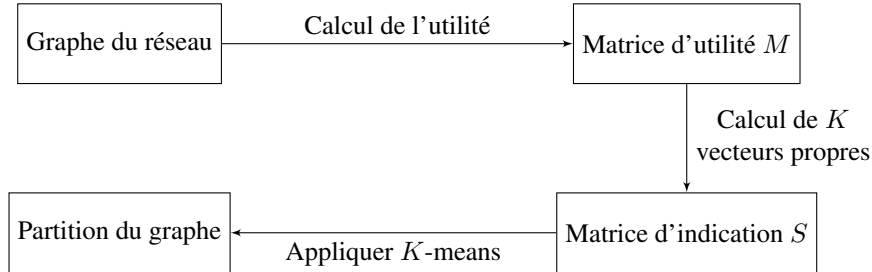 Graphe du réseau
Calcul de l'utilité
Matrice d'utilité M
Calcul de K
vecteurs propres
Partition du graphe
Appliquer K-means
Matrice d'indication S